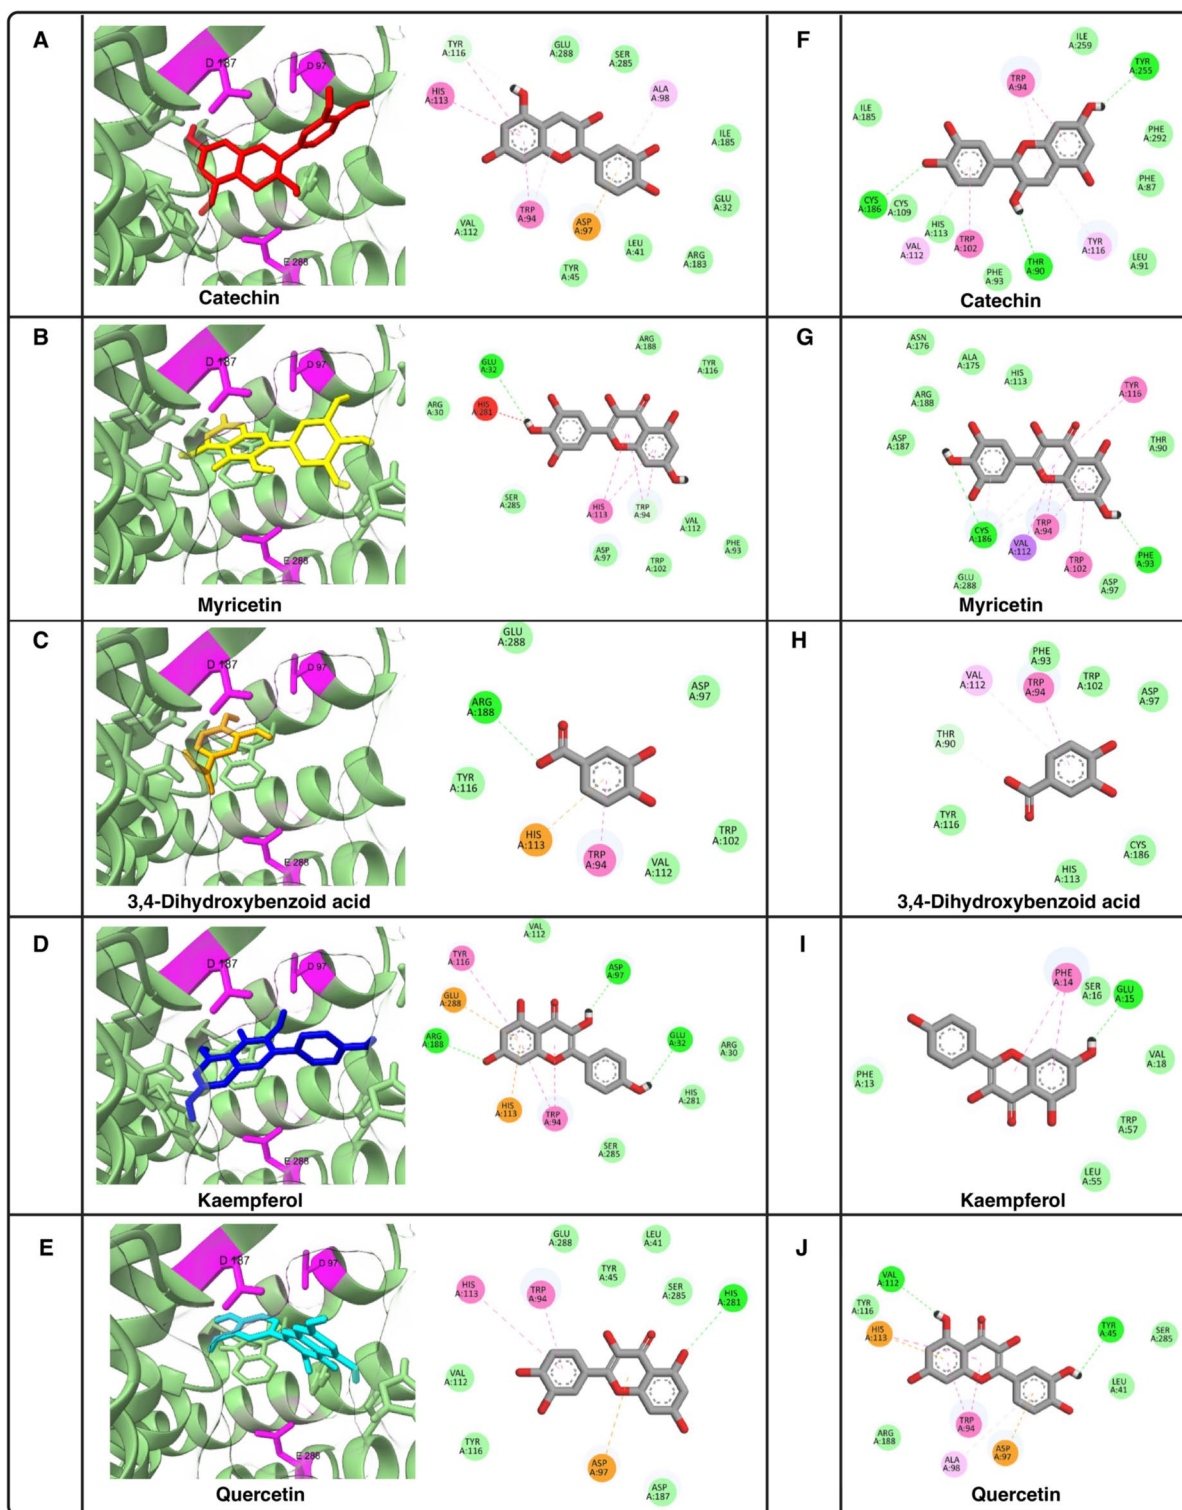 A
D 187
D 97
E 288
Catechin
TYR
A:116
GLU
A:288
SER
A:285
HIS
A:113
ALA
A:98
ILE
A:185
GLU
A:32
VAL
A:112
TRP
A:94
ASP
A:97
LEU
A:41
ARG
A:183
TYR
A:45
F
ILE
A:259
TYR
A:255
TRP
A:94
ILE
A:185
PHE
A:292
PHE
A:87
CYS
A:186
CYS
A:109
HIS
A:113
VAL
A:112
TRP
A:102
TYR
A:116
LEU
A:91
PHE
A:93
THR
A:90
Catechin
B
D 187
D 97
E 288
Myricetin
ARG
A:188
GLU
A:32
TYR
A:116
ARG
A:30
HIS
A:281
SER
A:285
HIS
A:113
TRP
A:94
VAL
A:112
ASP
A:97
TRP
A:102
PHE
A:93
G
ASN
A:176
ALA
A:175
HIS
A:113
TYR
A:116
ARG
A:188
ASP
A:187
THR
A:90
CYS
A:186
TRP
A:94
VAL
A:112
TRP
A:102
PHE
A:93
GLU
A:288
ASP
A:97
Myricetin
C
D 187
D 97
E 288
3,4-Dihydroxybenzoid acid
GLU
A:288
ARG
A:188
ASP
A:97
TYR
A:116
HIS
A:113
TRP
A:94
VAL
A:112
TRP
A:102
H
PHE
A:93
VAL
A:112
TRP
A:94
TRP
A:102
ASP
A:97
THR
A:90
TYR
A:116
HIS
A:113
CYS
A:186
3,4-Dihydroxybenzoid acid
D
D 187
D 97
E 288
Kaempferol
VAL
A:112
TYR
A:116
ASP
A:97
GLU
A:288
ARG
A:188
GLU
A:32
ARG
A:30
HIS
A:113
TRP
A:94
HIS
A:281
SER
A:285
I
PHE
A:14
SER
A:16
GLU
A:15
PHE
A:13
VAL
A:18
TRP
A:57
LEU
A:55
Kaempferol
E
D 187
D 97
E 288
Quercetin
GLU
A:288
LEU
A:41
HIS
A:113
TRP
A:94
TYR
A:45
SER
A:285
HIS
A:281
VAL
A:112
TYR
A:116
ASP
A:97
ASP
A:187
J
VAL
A:112
TYR
A:116
HIS
A:113
TYR
A:45
SER
A:285
LEU
A:41
ARG
A:188
TRP
A:94
ALA
A:98
ASP
A:97
Quercetin